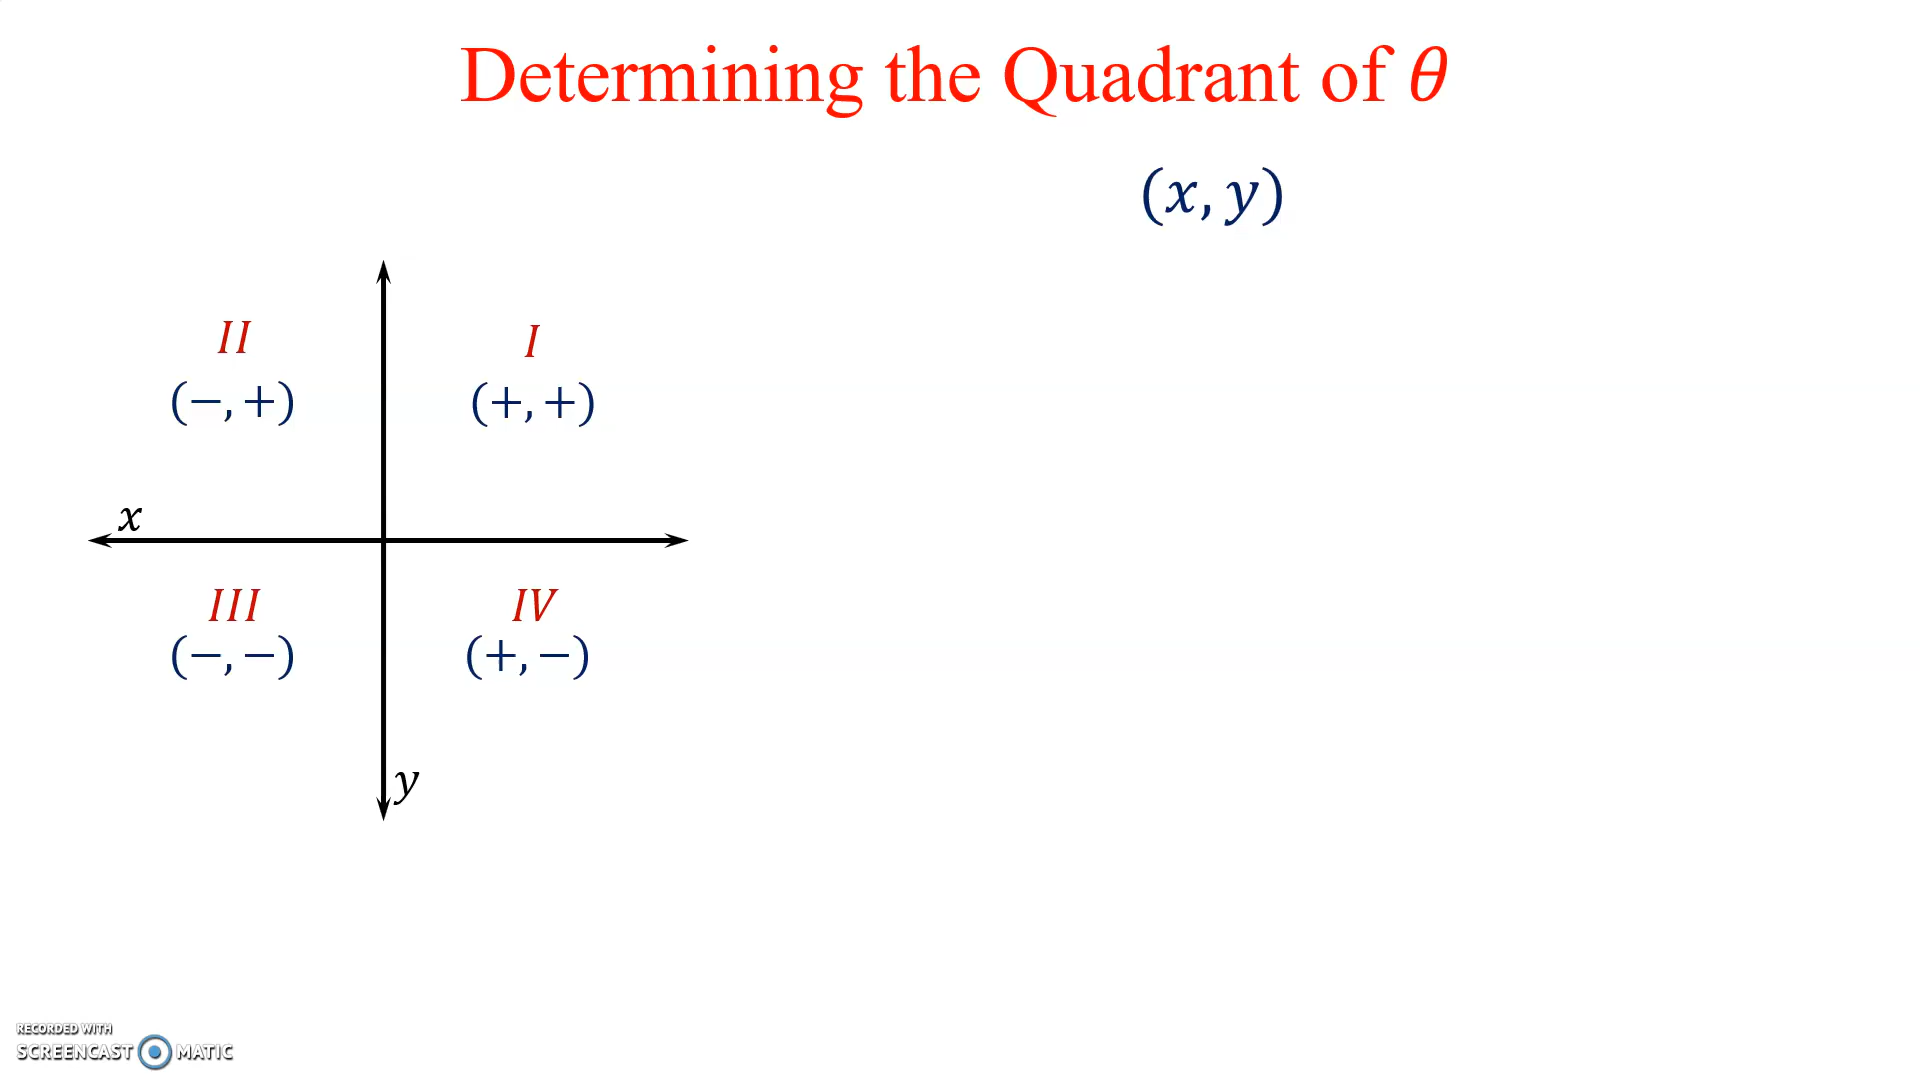 Determining the Quadrant of θ
(x, y)
II
I
(−, +)
(+, +)
x
III
IV
(−, −)
(+, −)
y
RECORDED WITH
SCREENCAST MATIC